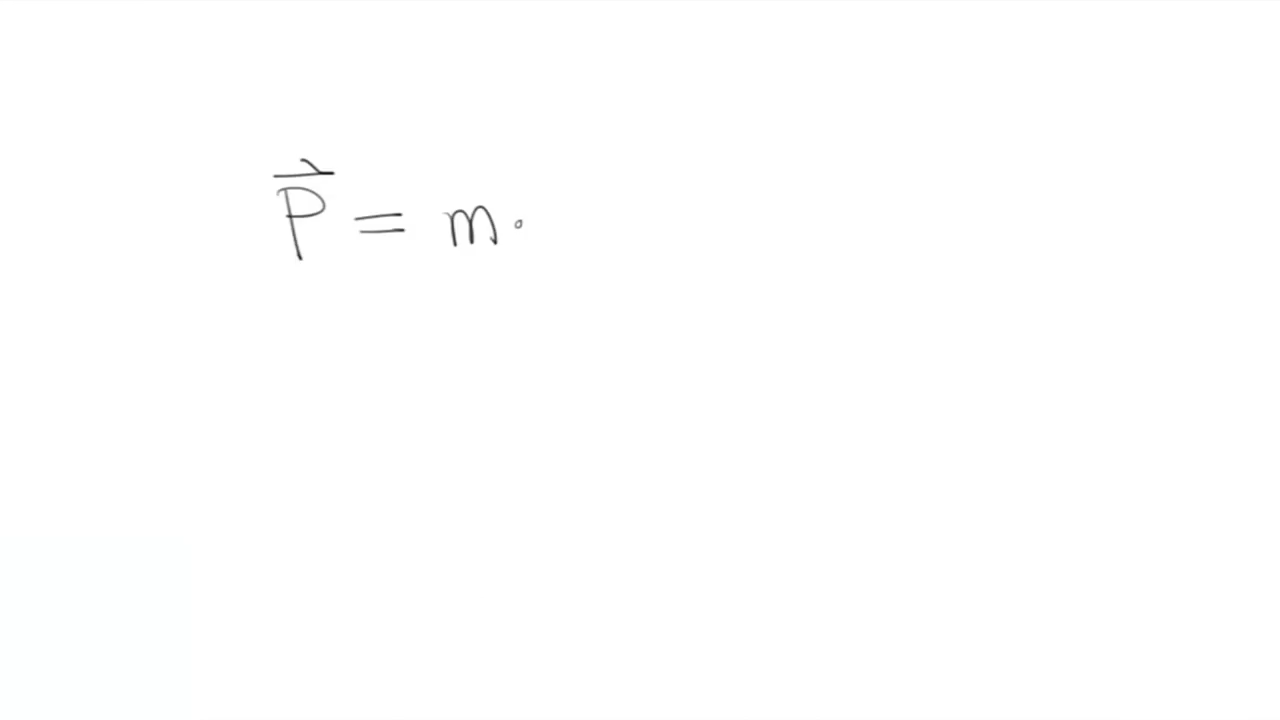 P⃗ = m·